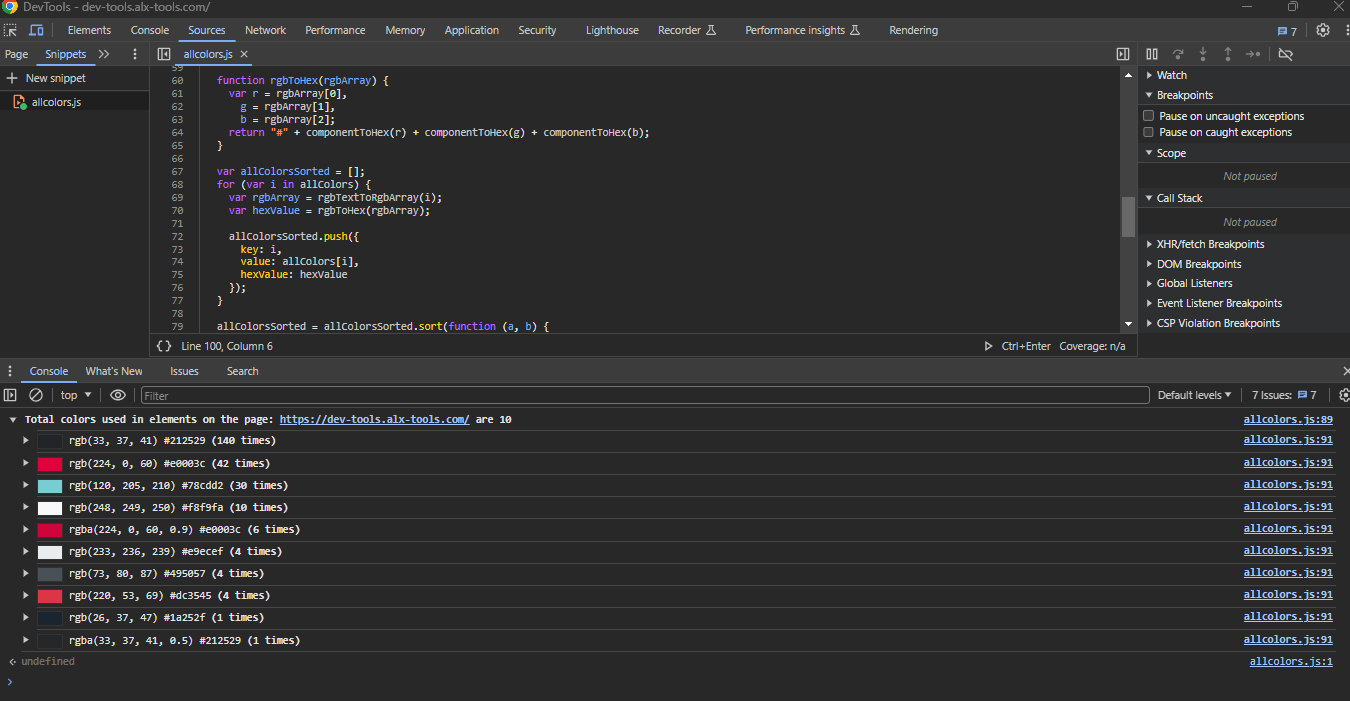 DevTools - dev-tools.alx-tools.com/
Elements Console Sources Network Performance Memory Application Security Lighthouse Recorder Performance insights Rendering 7
Page Snippets allcolors.js
New snippet
allcolors.js
59
60 function rgbToHex(rgbArray) {
61 var r = rgbArray[0],
62 g = rgbArray[1],
63 b = rgbArray[2];
64 return "#" + componentToHex(r) + componentToHex(g) + componentToHex(b);
65 }
66
67 var allColorsSorted = [];
68 for (var i in allColors) {
69 var rgbArray = rgbTextToRgbArray(i);
70 var hexValue = rgbToHex(rgbArray);
71
72 allColorsSorted.push({
73 key: i,
74 value: allColors[i],
75 hexValue: hexValue
76 });
77 }
78
79 allColorsSorted = allColorsSorted.sort(function (a, b) {
{} Line 100, Column 6 Ctrl+Enter Coverage: n/a
Watch
Breakpoints
Pause on uncaught exceptions
Pause on caught exceptions
Scope
Not paused
Call Stack
Not paused
XHR/fetch Breakpoints
DOM Breakpoints
Global Listeners
Event Listener Breakpoints
CSP Violation Breakpoints
Console What's New Issues Search
top Filter Default levels 7 Issues: 7
Total colors used in elements on the page: https://dev-tools.alx-tools.com/ are 10 allcolors.js:89
rgb(33, 37, 41) #212529 (140 times) allcolors.js:91
rgb(224, 0, 60) #e0003c (42 times) allcolors.js:91
rgb(120, 205, 210) #78cdd2 (30 times) allcolors.js:91
rgb(248, 249, 250) #f8f9fa (10 times) allcolors.js:91
rgba(224, 0, 60, 0.9) #e0003c (6 times) allcolors.js:91
rgb(233, 236, 239) #e9ecef (4 times) allcolors.js:91
rgb(73, 80, 87) #495057 (4 times) allcolors.js:91
rgb(220, 53, 69) #dc3545 (4 times) allcolors.js:91
rgb(26, 37, 47) #1a252f (1 times) allcolors.js:91
rgba(33, 37, 41, 0.5) #212529 (1 times) allcolors.js:91
undefined allcolors.js:1